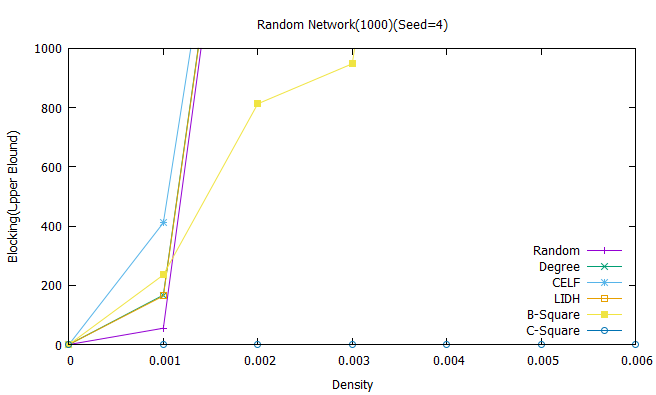 Random Network(1000)(Seed=4)
1000
800
600
400
200
0
Blocking(Upper Blound)
Random
Degree
CELF
LIDH
B-Square
C-Square
0 0.001 0.002 0.003 0.004 0.005 0.006
Density